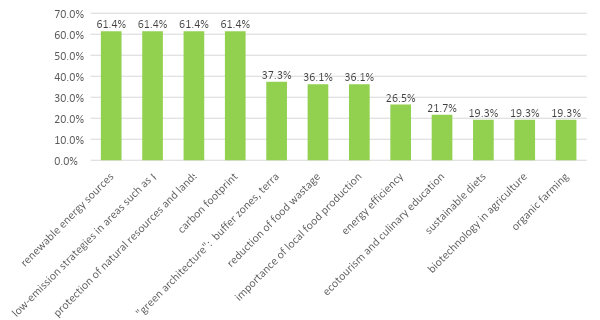 70.0%
60.0%
50.0%
40.0%
30.0%
20.0%
10.0%
0.0%
61.4%
61.4%
61.4%
61.4%
37.3%
36.1%
36.1%
26.5%
21.7%
19.3%
19.3%
19.3%
renewable energy sources
low-emission strategies in areas such as
protection of natural resources and land
carbon footprint
"green architecture": buffer zones, terra
reduction of food wastage
importance of local food production
energy efficiency
ecotourism and culinary education
sustainable diets
biotechnology in agriculture
organic farming